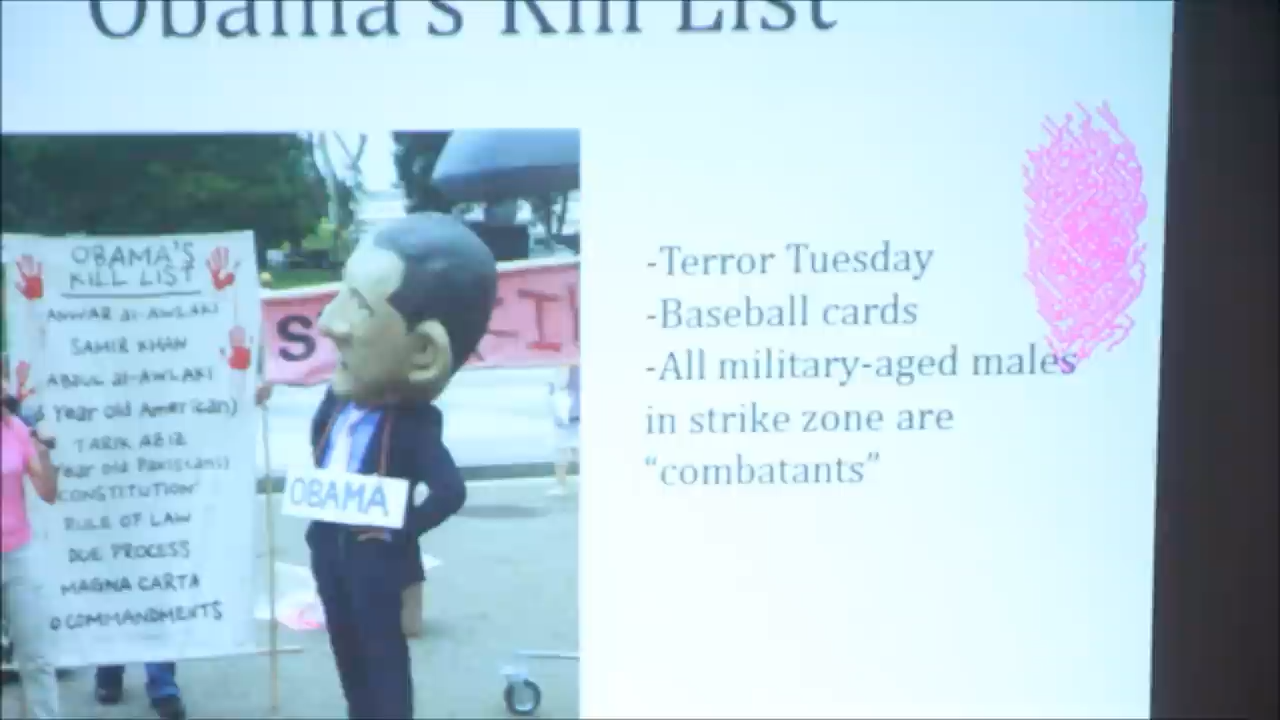 Obama's Kill List
OBAMA'S
KILL LIST
ANWAR al-AWLAKI
SAMIR KHAN
ABDUL al-AWLAKI
Year old American)
TARIK AZIZ
Year old Pakistani)
CONSTITUTION
RULE OF LAW
DUE PROCESS
MAGNA CARTA
COMMANDMENTS
OBAMA
-Terror Tuesday
-Baseball cards
-All military-aged males
in strike zone are
“combatants”